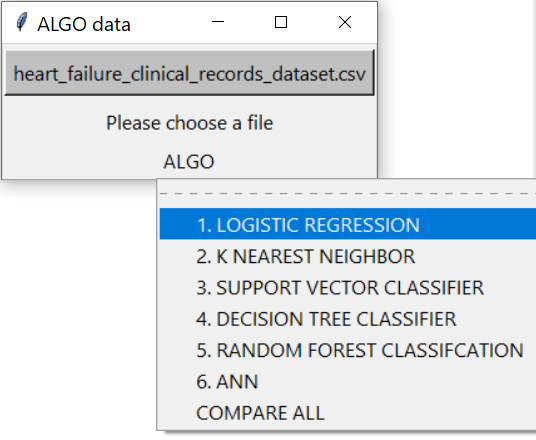 ALGO data
heart_failure_clinical_records_dataset.csv
Please choose a file
ALGO
1. LOGISTIC REGRESSION
2. K NEAREST NEIGHBOR
3. SUPPORT VECTOR CLASSIFIER
4. DECISION TREE CLASSIFIER
5. RANDOM FOREST CLASSIFCATION
6. ANN
COMPARE ALL